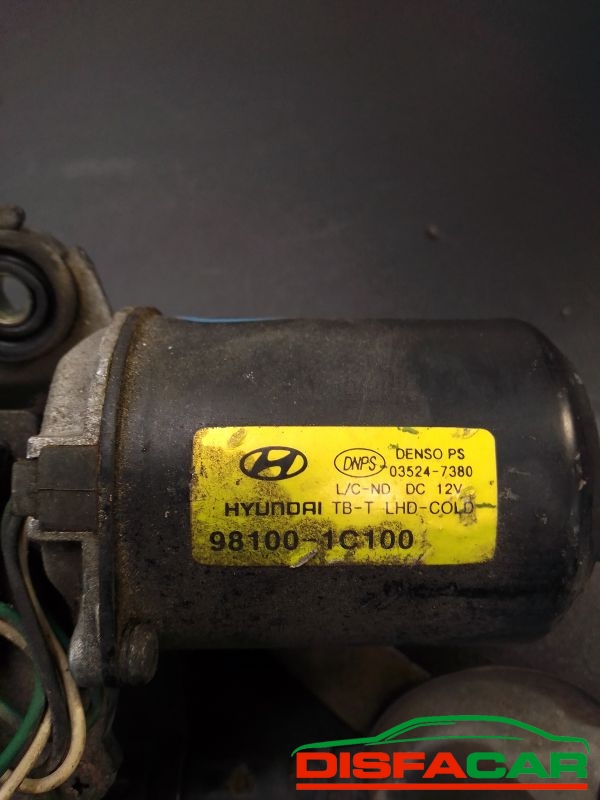 DNPS
DENSO PS
03524-7380
L/C-ND DC 12V
HYUNDAI TB-T LHD-COLD
98100-1C100
DISFACAR